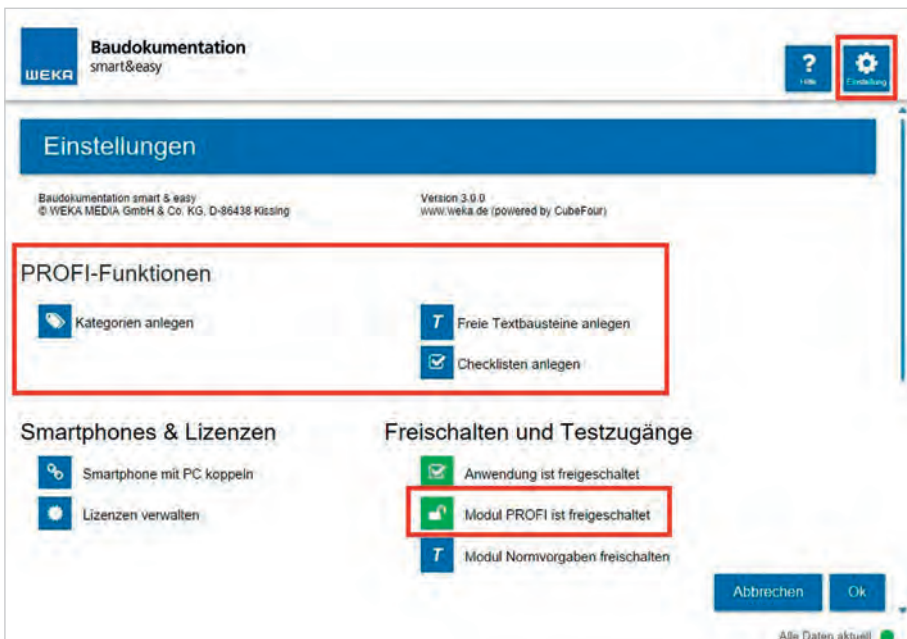 WEKA
Baudokumentation
smart&easy
?
Hilfe
Einstellung
Einstellungen
Baudokumentation smart & easy
© WEKA MEDIA GmbH & Co. KG, D-86438 Kissing
Version 3.0.0
www.weka.de (powered by CubeFour)
PROFI-Funktionen
Kategorien anlegen
T Freie Textbausteine anlegen
Checklisten anlegen
Smartphones & Lizenzen
Freischalten und Testzugänge
Smartphone mit PC koppeln
Anwendung ist freigeschaltet
Lizenzen verwalten
Modul PROFI ist freigeschaltet
T Modul Normvorgaben freischalten
Abbrechen
Ok
Alle Daten aktuell